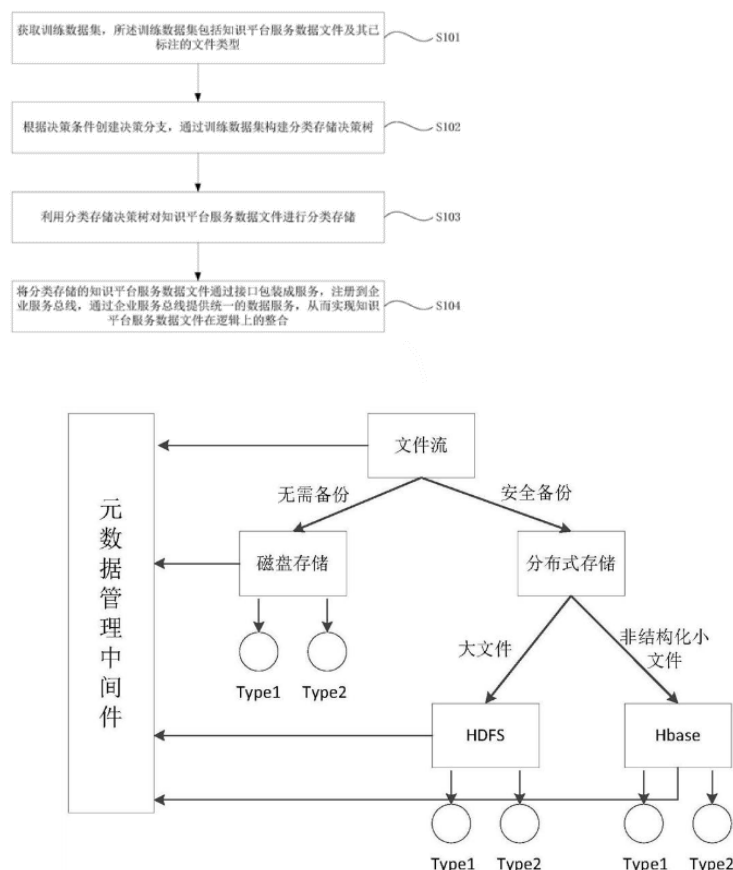 获取训练数据集，所述训练数据集包括知识平台服务数据文件及其已
标注的文件类型
S101
根据决策条件创建决策分支，通过训练数据集构建分类存储决策树
S102
利用分类存储决策树对知识平台服务数据文件进行分类存储
S103
将分类存储的知识平台服务数据文件通过接口包装成服务，注册到企
业服务总线，通过企业服务总线提供统一的数据服务，从而实现知识
平台服务数据文件在逻辑上的整合
S104
文件流
无需备份
安全备份
元数据管理中间件
磁盘存储
分布式存储
Type1
Type2
大文件
非结构化小
文件
HDFS
Hbase
Type1
Type2
Type1
Type2